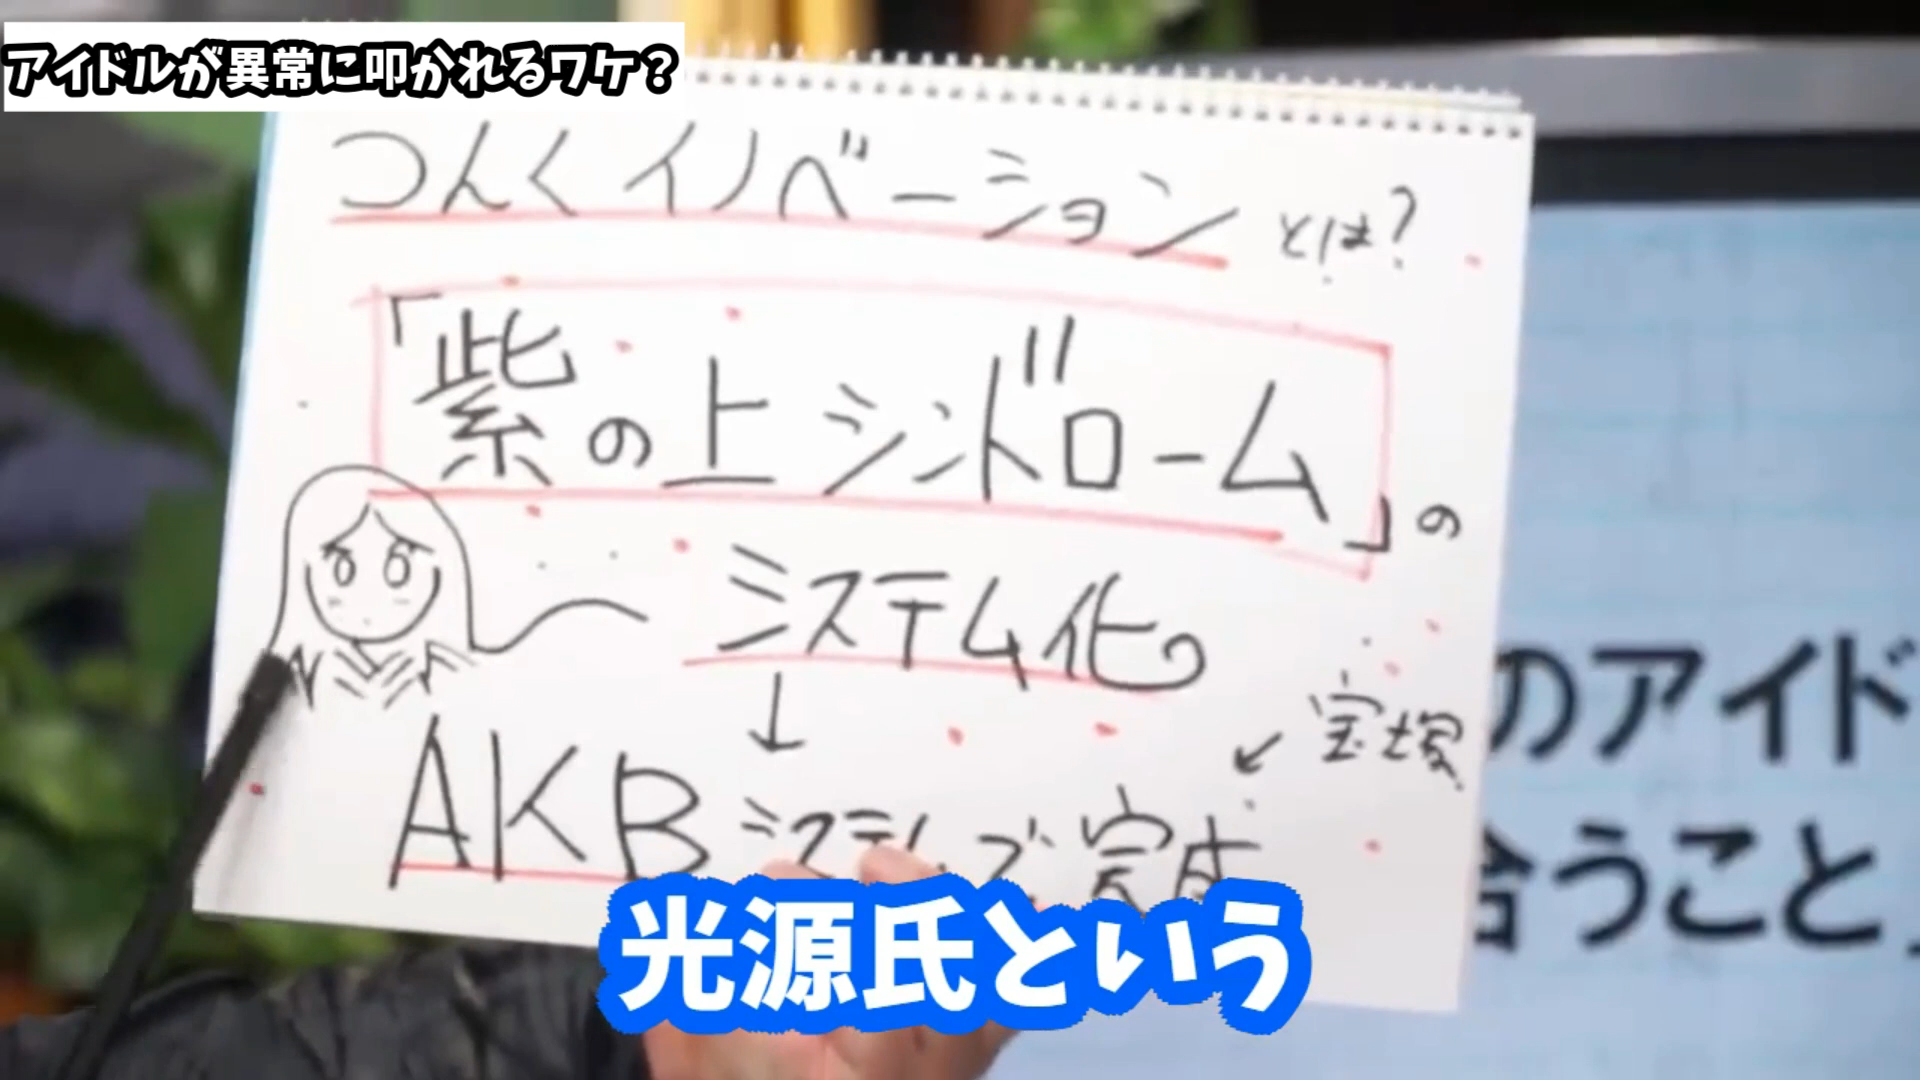 アイドルが異常に叩かれるワケ？
つんくイノベーションとは？
「紫の上シンドローム」の
システム化。
↓
宝塚
↙
AKBシステムで完成
のアイド
合うこと」
光源氏という